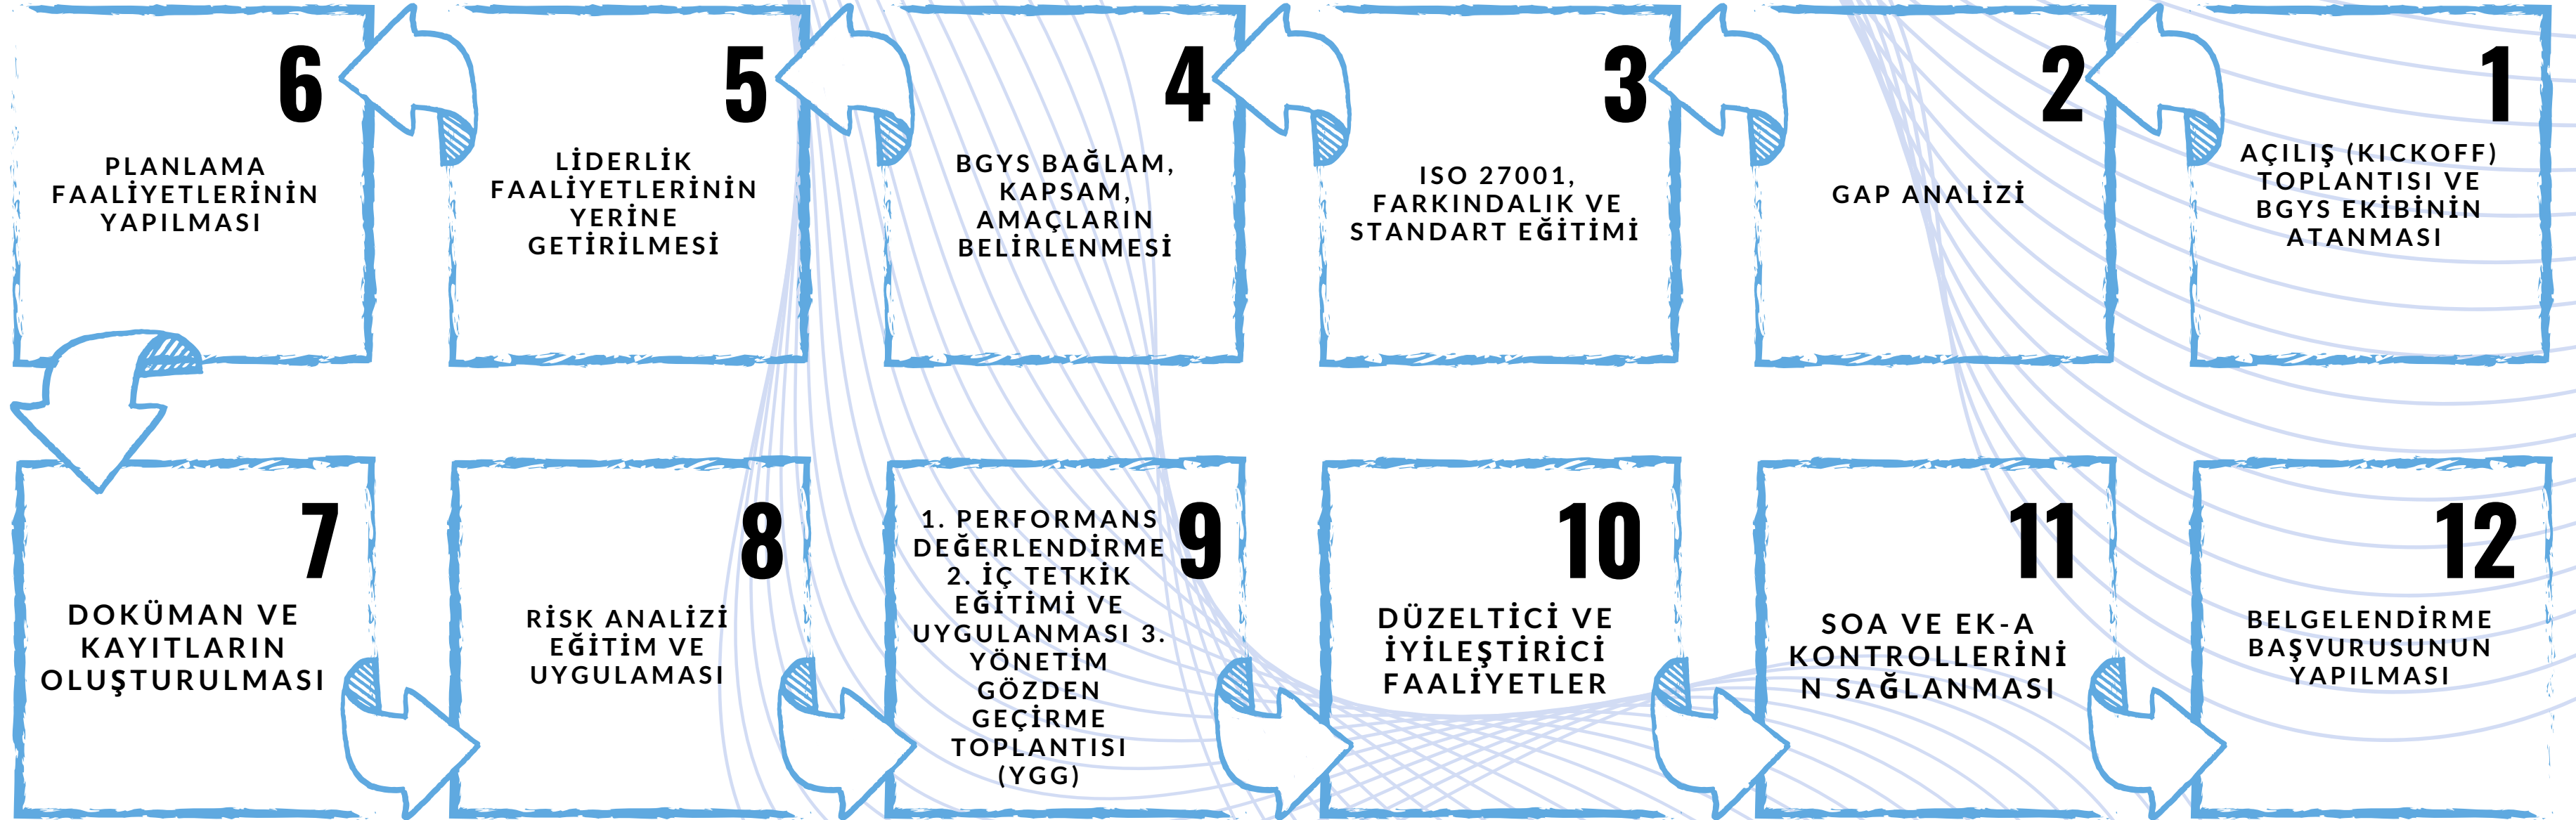 1
AÇILIŞ (KICKOFF)
TOPLANTISI VE
BGYS EKİBİNİN
ATANMASI
2
GAP ANALİZİ
3
ISO 27001,
FARKINDALIK VE
STANDART EĞİTİMİ
4
BGYS BAĞLAM,
KAPSAM,
AMAÇLARIN
BELİRLENMESİ
5
LİDERLİK
FAALİYETLERİNİN
YERİNE
GETİRİLMESİ
6
PLANLAMA
FAALİYETLERİNİN
YAPILMASI
7
DOKÜMAN VE
KAYITLARIN
OLUŞTURULMASI
8
RİSK ANALİZİ
EĞİTİM VE
UYGULAMASI
9
1. PERFORMANS
DEĞERLENDİRME
2. İÇ TETKİK
EĞİTİMİ VE
UYGULANMASI 3.
YÖNETİM
GÖZDEN
GEÇİRME
TOPLANTISI
(YGG)
10
DÜZELTİCİ VE
İYİLEŞTİRİCİ
FAALİYETLER
11
SOA VE EK-A
KONTROLLERİNİ
N SAĞLANMASI
12
BELGELENDİRME
BAŞVURUSUNUN
YAPILMASI